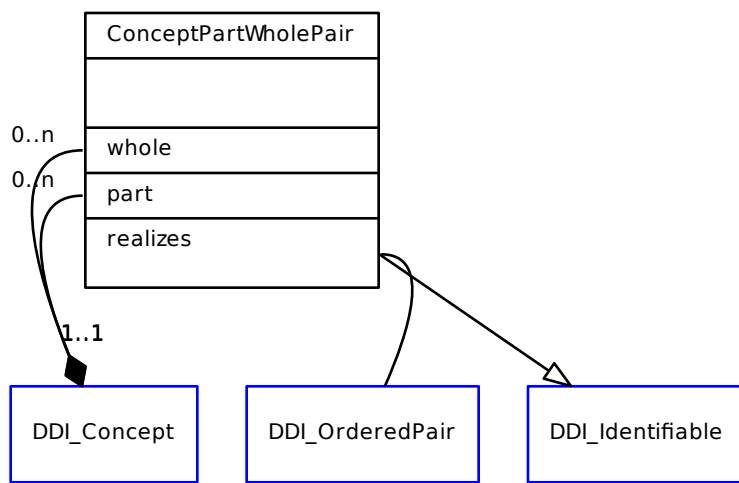 ConceptPartWholePair
0..n
whole
0..n
part
realizes
1..1
DDI_Concept
DDI_OrderedPair
DDI_Identifiable